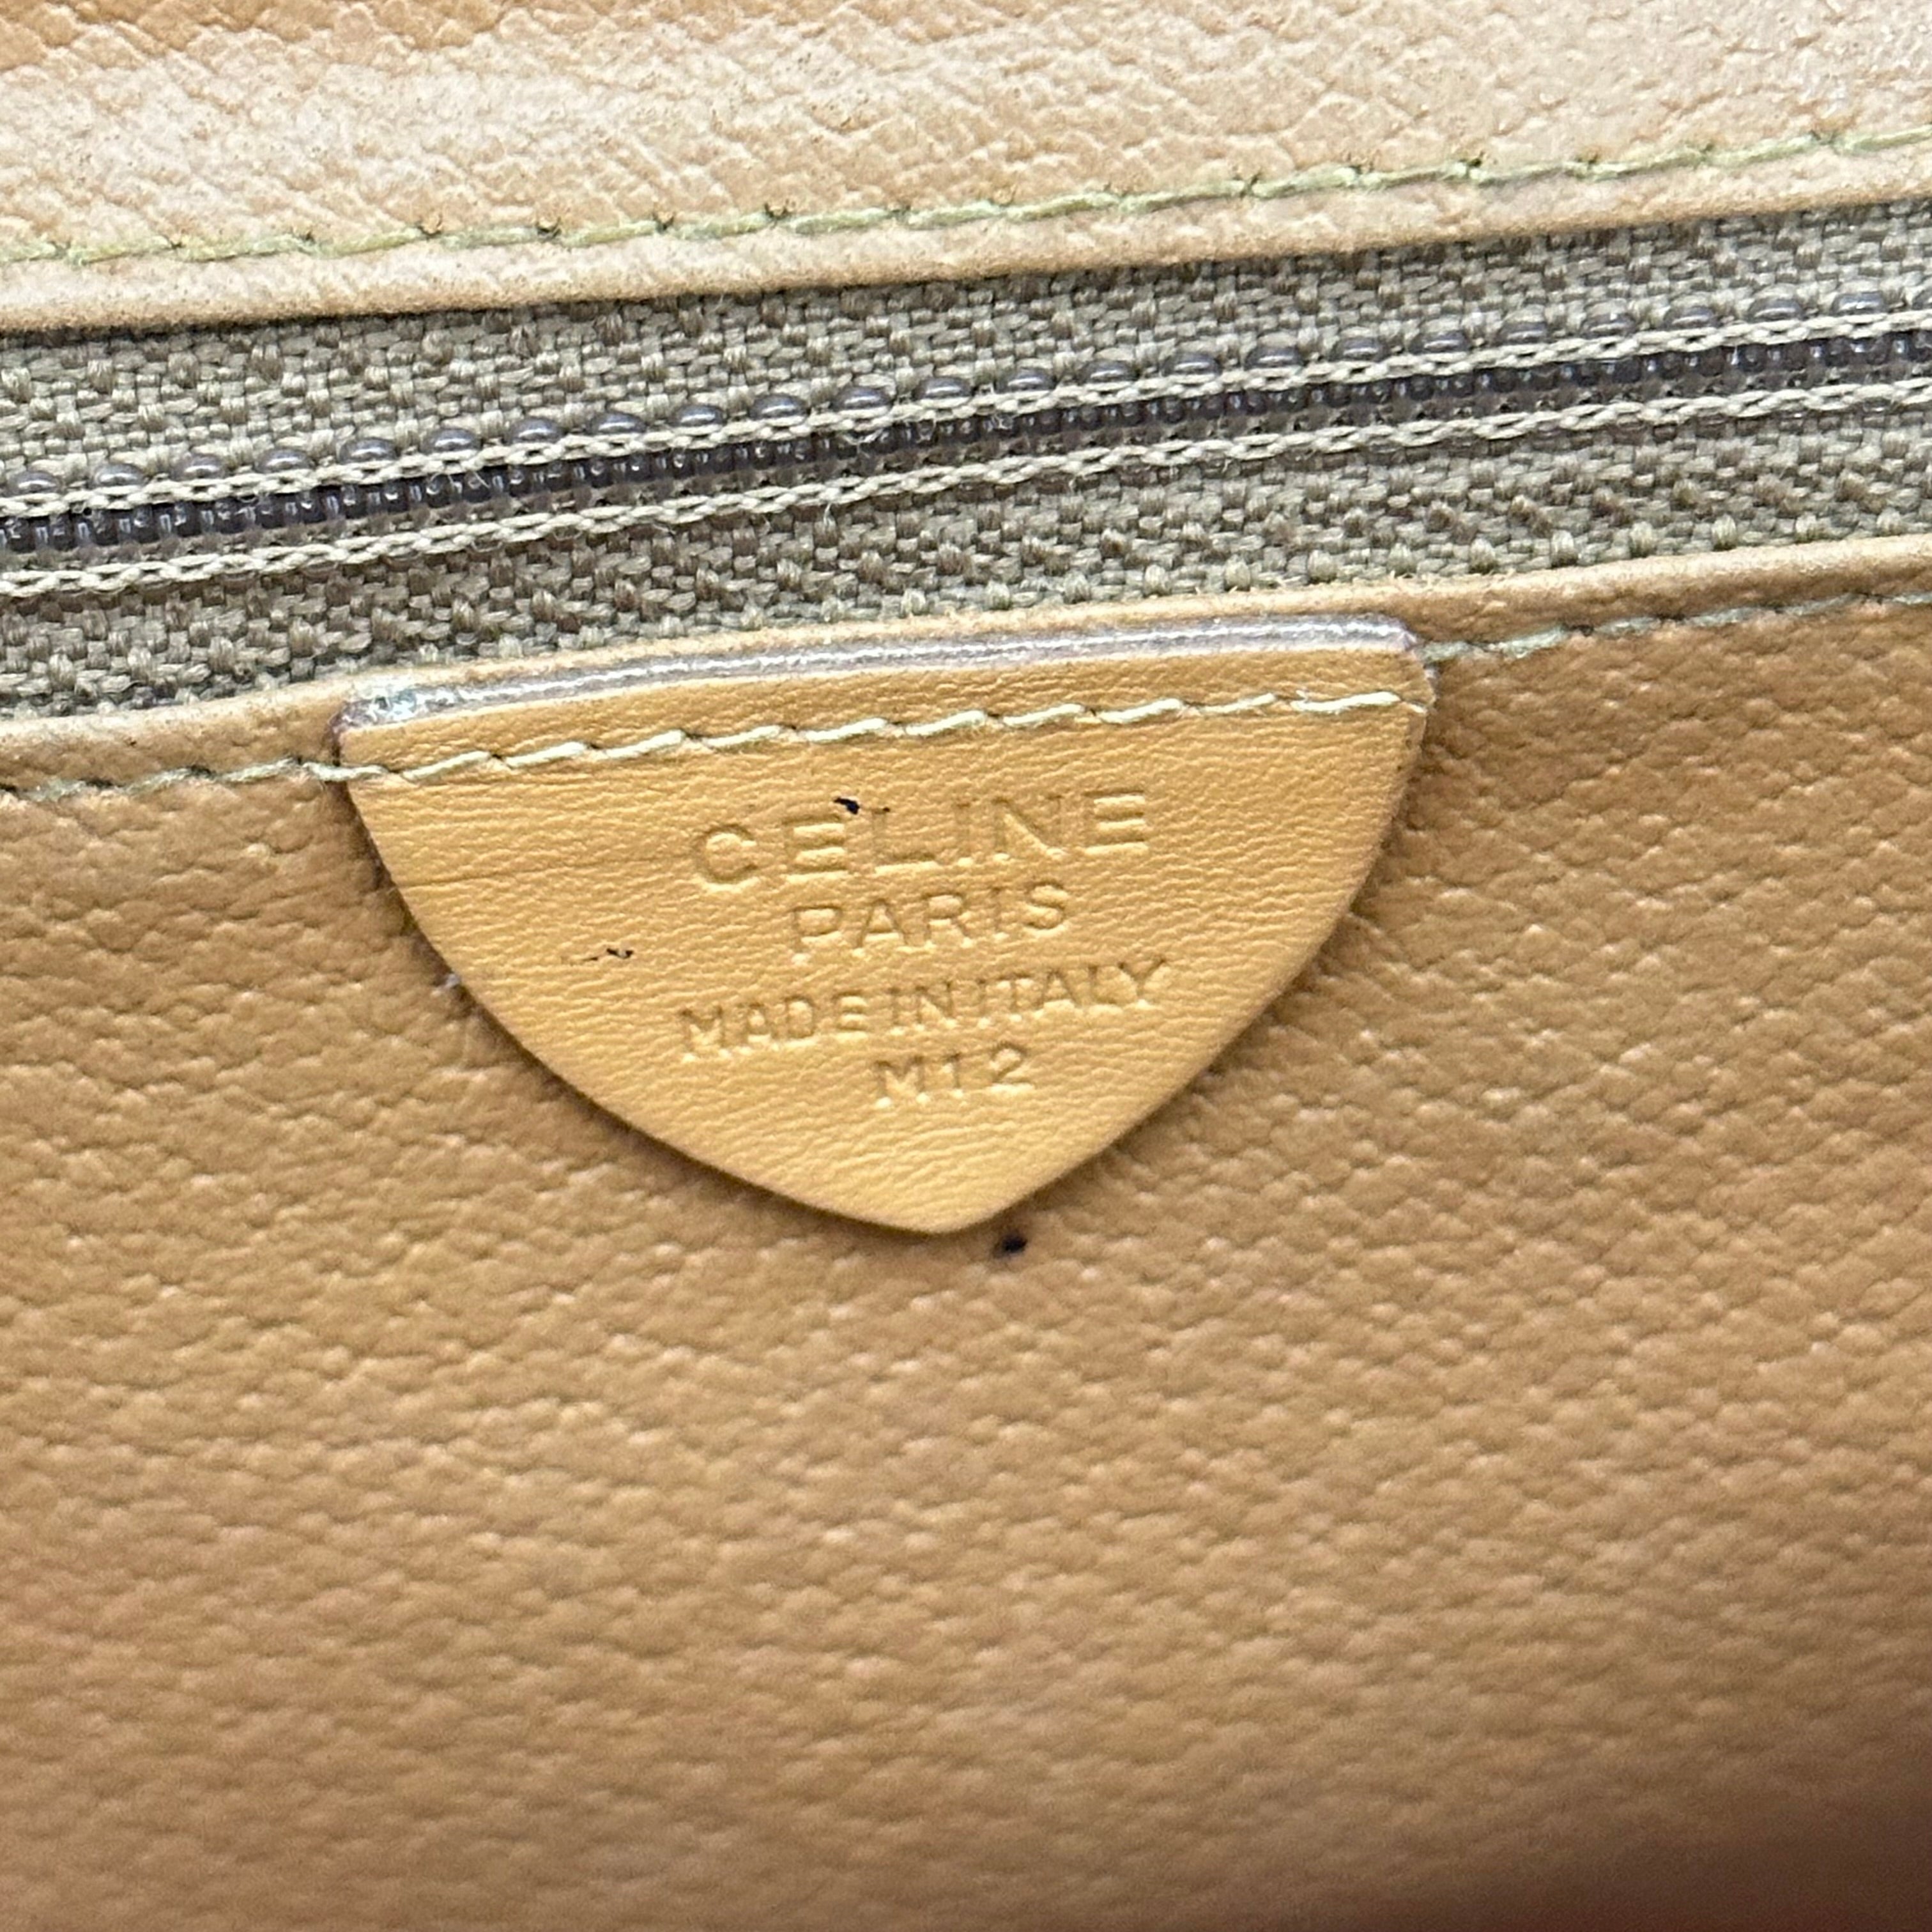 CELINE
PARIS
MADE IN ITALY
M12